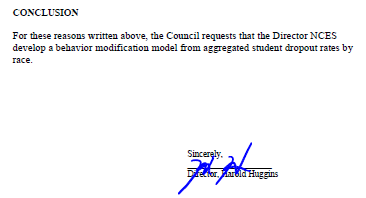 CONCLUSION
For these reasons written above, the Council requests that the Director NCES
develop a behavior modification model from aggregated student dropout rates by
race.
Sincerely,
Director, Harold Huggins